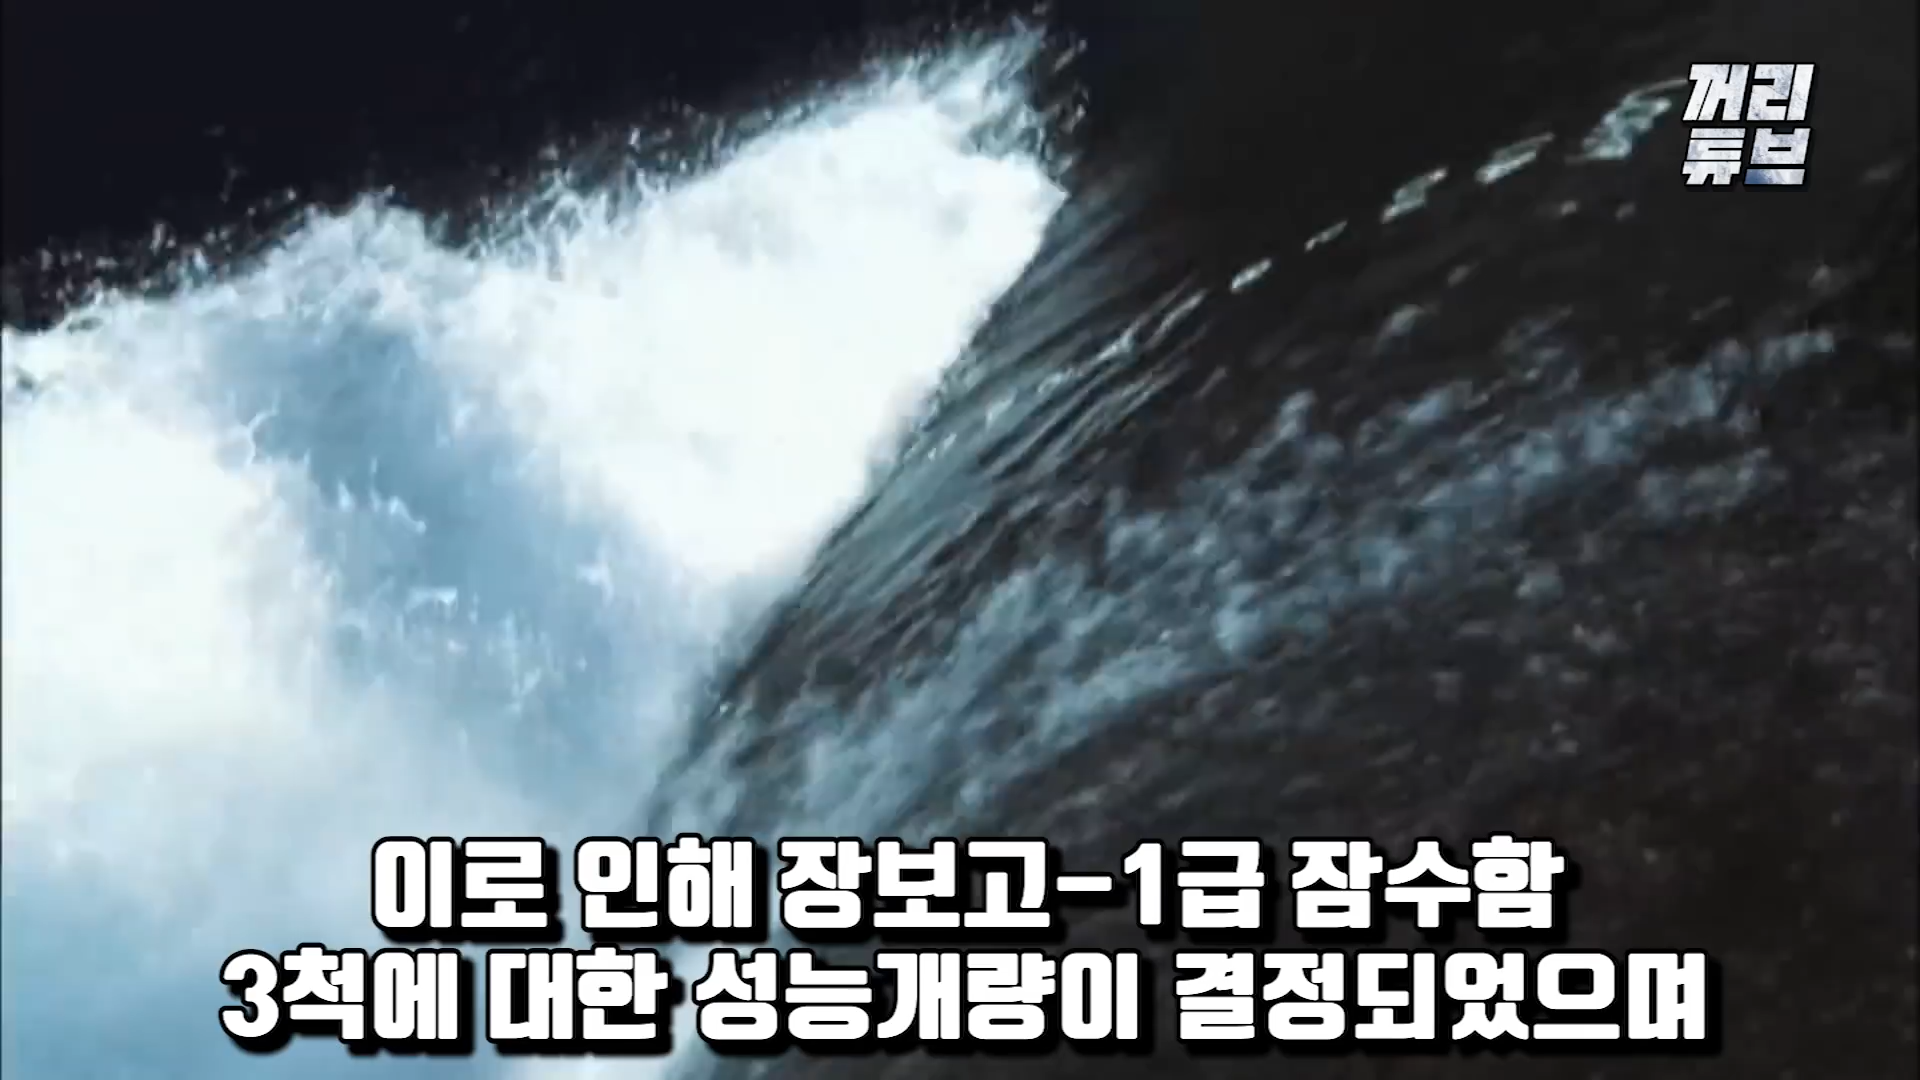 꺼리
튜브
이로 인해 장보고-1급 잠수함
3척에 대한 성능개량이 결정되었으며